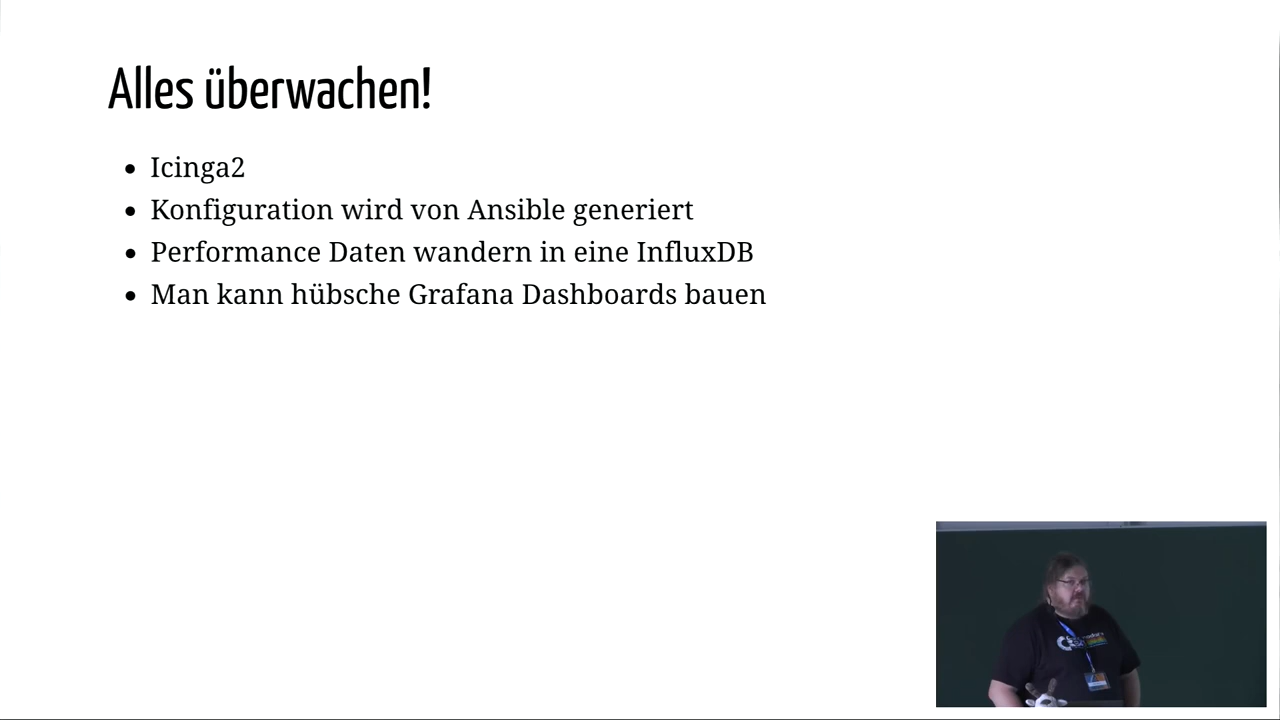 Alles überwachen!
Icinga2
Konfiguration wird von Ansible generiert
Performance Daten wandern in eine InfluxDB
Man kann hübsche Grafana Dashboards bauen